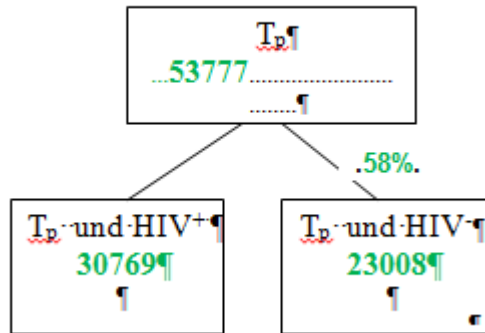 Tp¶
...53777........................
........¶
.58%.
Tp··und·HIV+·¶
30769¶
¶
Tp··und·HIV-¶
23008¶
¶
¶